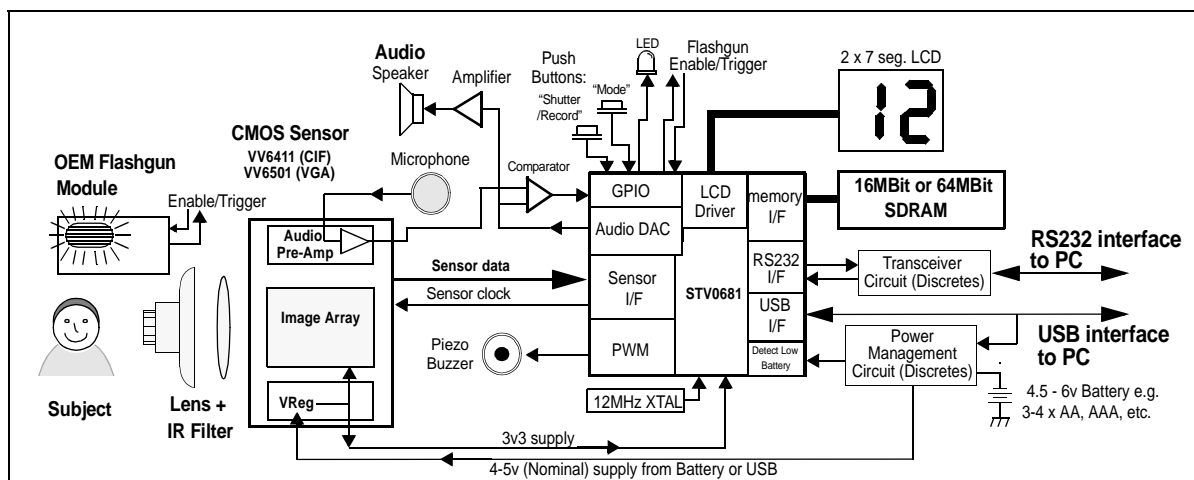 Audio
Speaker
Amplifier
Push
Buttons:
"Shutter
/Record"
"Mode"
LED
Flashgun
Enable/Trigger
2 x 7 seg. LCD
12
CMOS Sensor
VV6411 (CIF)
VV6501 (VGA)
Microphone
Comparator
OEM Flashgun
Module
Enable/Trigger
Audio
Pre-Amp
Image Array
VReg
Sensor data
Sensor clock
Piezo
Buzzer
GPIO
LCD
Driver
memory
I/F
Audio DAC
Sensor
I/F
STV0681
RS232
I/F
USB
I/F
PWM
Detect Low
Battery
12MHz XTAL
16MBit or 64MBit
SDRAM
Transceiver
Circuit (Discretes)
RS232 interface
to PC
USB interface
to PC
Power
Management
Circuit (Discretes)
4.5 - 6v Battery e.g.
3-4 x AA, AAA, etc.
Subject
Lens +
IR Filter
3v3 supply
4-5v (Nominal) supply from Battery or USB